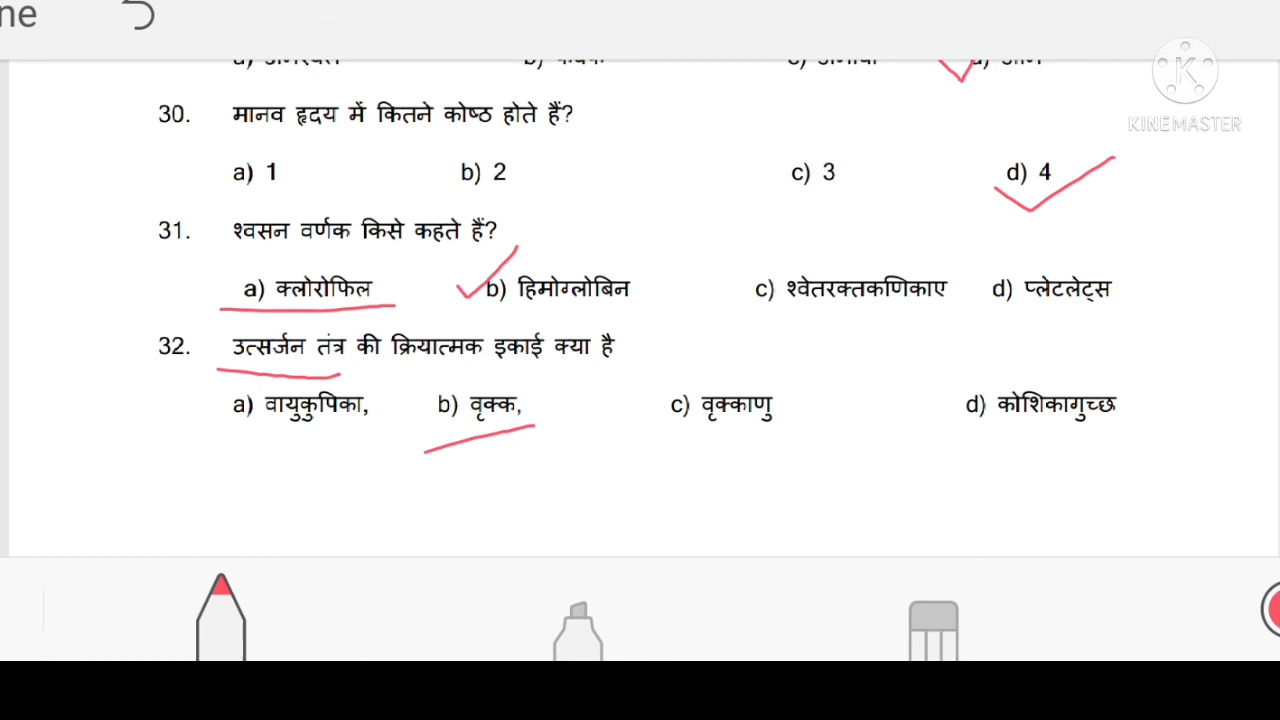 ne
30. मानव हृदय में कितने कोष्ठ होते हैं?
KINEMASTER
a) 1 b) 2 c) 3 d) 4
31. श्वसन वर्णक किसे कहते हैं?
a) क्लोरोफिल b) हिमोग्लोबिन c) श्वेतरक्तकणिकाए d) प्लेटलेट्स
32. उत्सर्जन तंत्र की क्रियात्मक इकाई क्या है
a) वायुकुपिका, b) वृक्क, c) वृक्काणु d) कोशिकागुच्छ